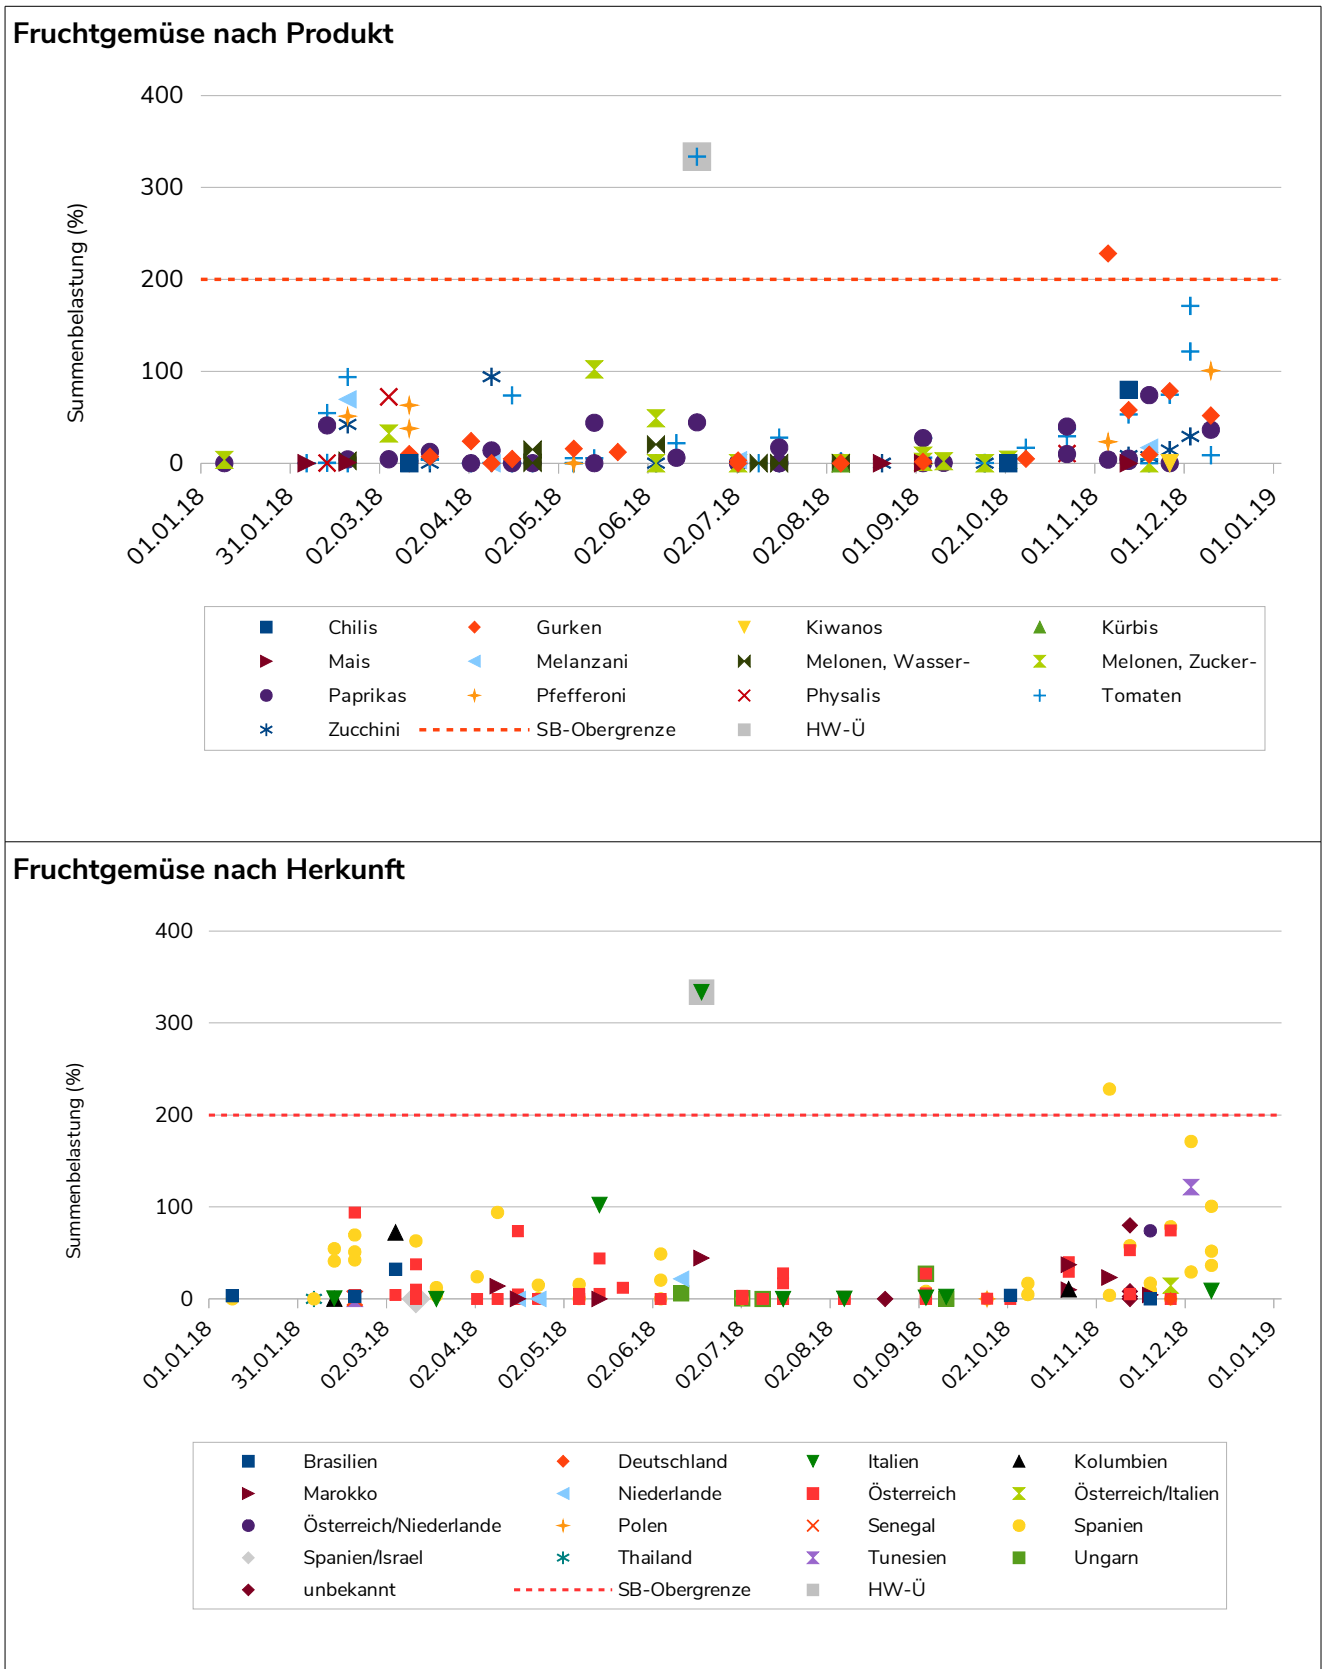 Fruchtgemüse nach Produkt
400
300
200
100
0
Summenbelastung (%)
01.01.18 31.01.18 02.03.18 02.04.18 02.05.18 02.06.18 02.07.18 02.08.18 01.09.18 02.10.18 01.11.18 01.12.18 01.01.19
Chilis Gurken Kiwanos Kürbis
Mais Melanzani Melonen, Wasser- Melonen, Zucker-
Paprikas Pfefferoni Physalis Tomaten
Zucchini SB-Obergrenze HW-Ü
Fruchtgemüse nach Herkunft
400
300
200
100
0
Summenbelastung (%)
01.01.18 31.01.18 02.03.18 02.04.18 02.05.18 02.06.18 02.07.18 02.08.18 01.09.18 02.10.18 01.11.18 01.12.18 01.01.19
Brasilien Deutschland Italien Kolumbien
Marokko Niederlande Österreich Österreich/Italien
Österreich/Niederlande Polen Senegal Spanien
Spanien/Israel Thailand Tunesien Ungarn
unbekannt SB-Obergrenze HW-Ü